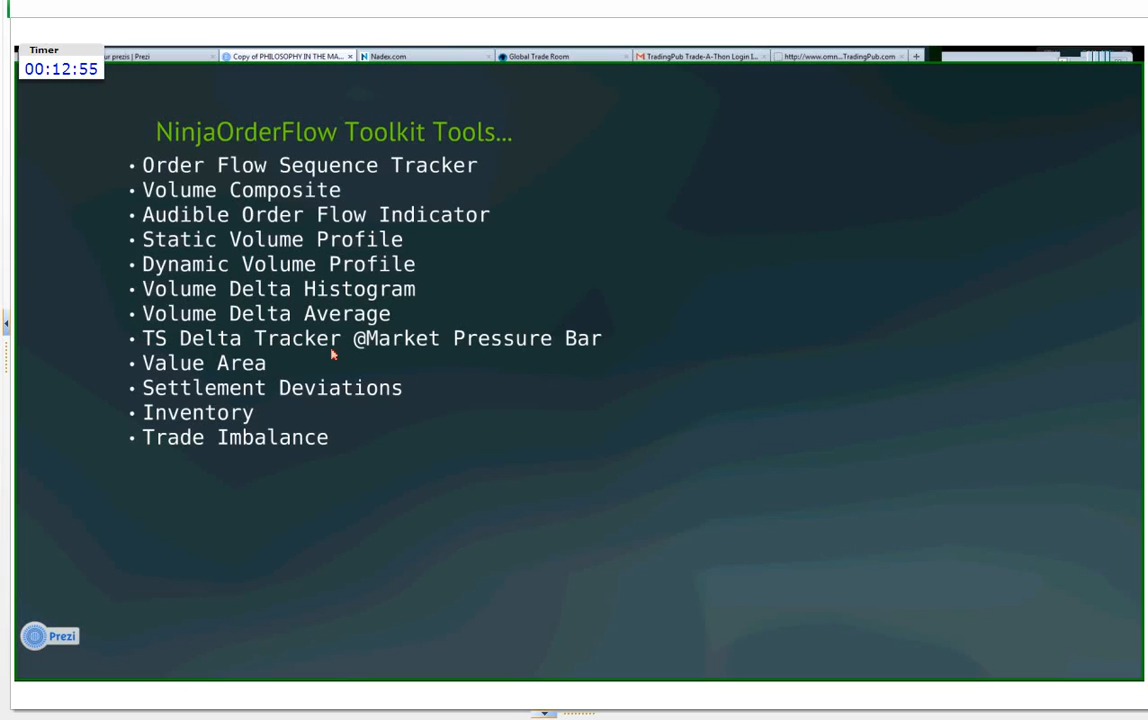 Timer
00:12:55
ur prezis | Prezi
Copy of PHILOSOPHY IN THE MA...
Nadex.com
Global Trade Room
TradingPub Trade-A-Thon Login I...
http://www.omn...TradingPub.com
NinjaOrderFlow Toolkit Tools...
• Order Flow Sequence Tracker
• Volume Composite
• Audible Order Flow Indicator
• Static Volume Profile
• Dynamic Volume Profile
• Volume Delta Histogram
• Volume Delta Average
• TS Delta Tracker @Market Pressure Bar
• Value Area
• Settlement Deviations
• Inventory
• Trade Imbalance
Prezi